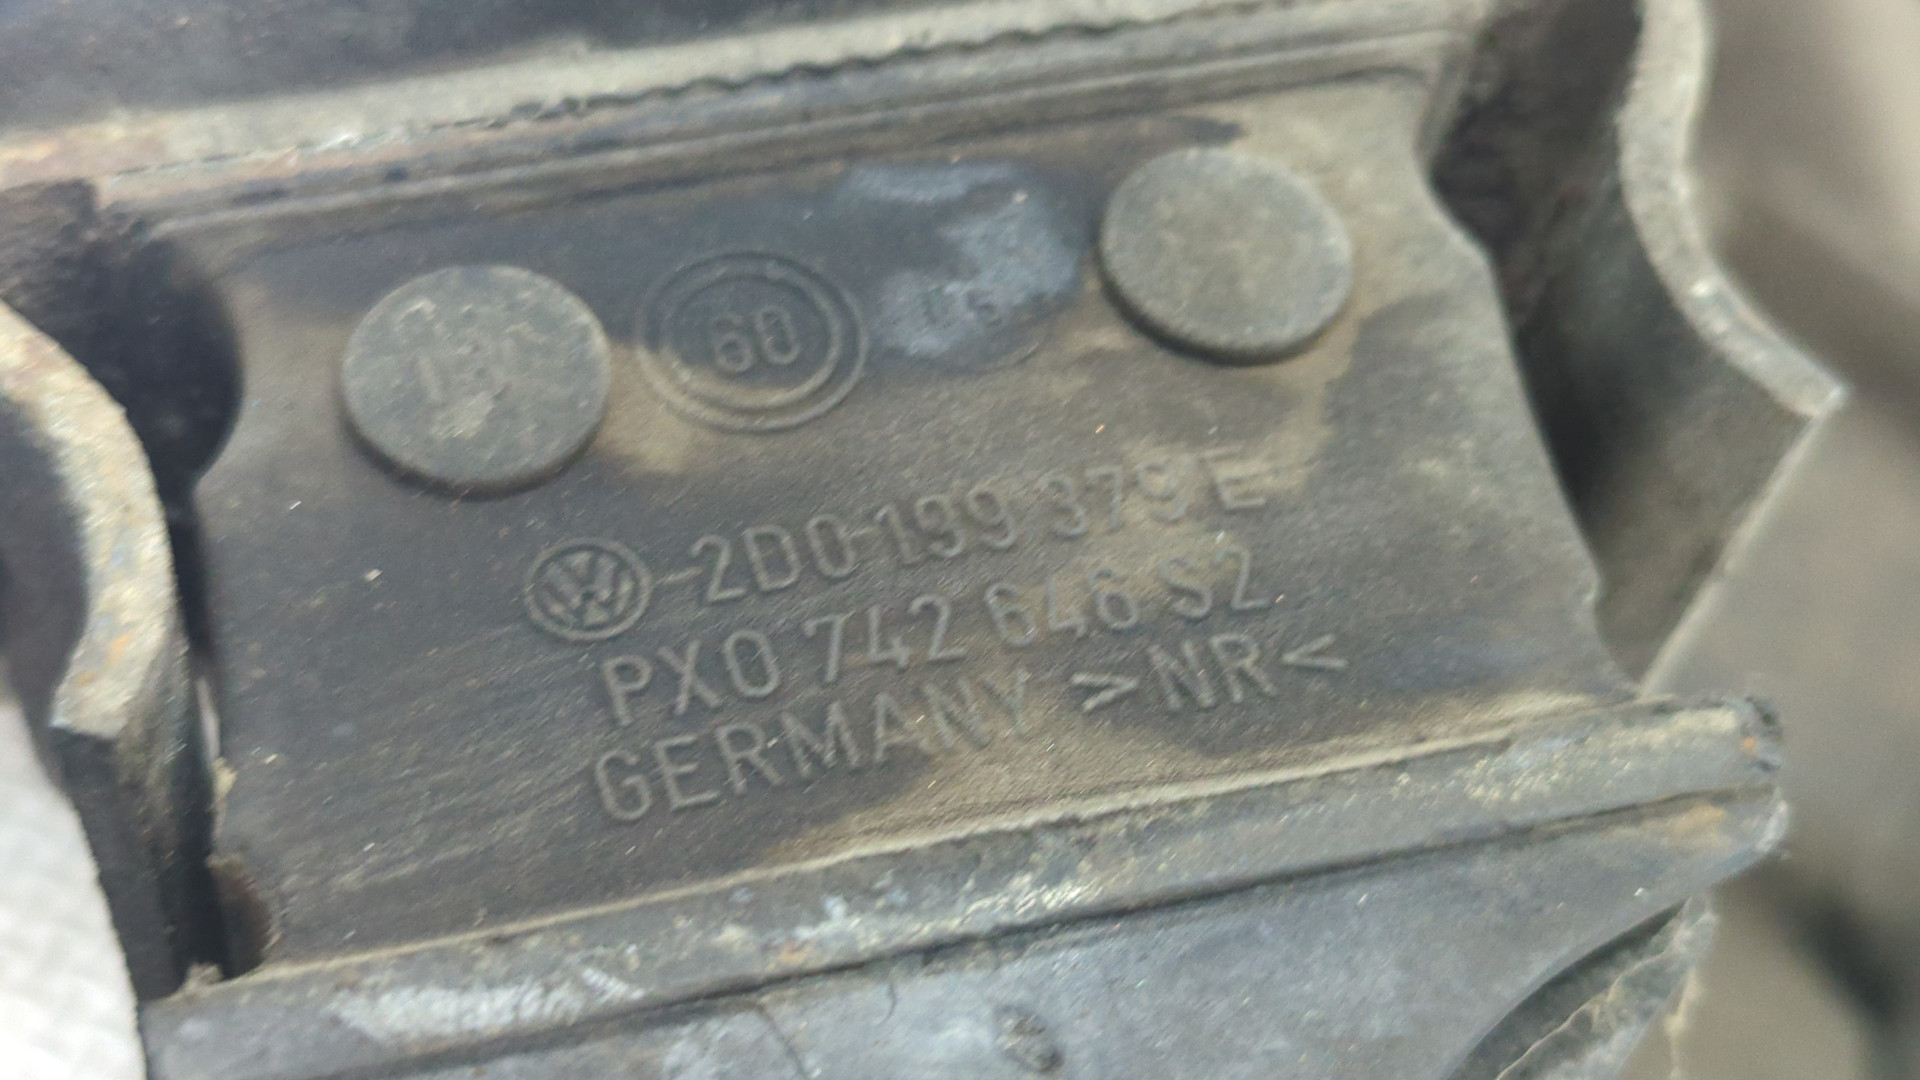 60
-2D0 199 379 E
PX0 742 646 S2
GERMANY >NR<